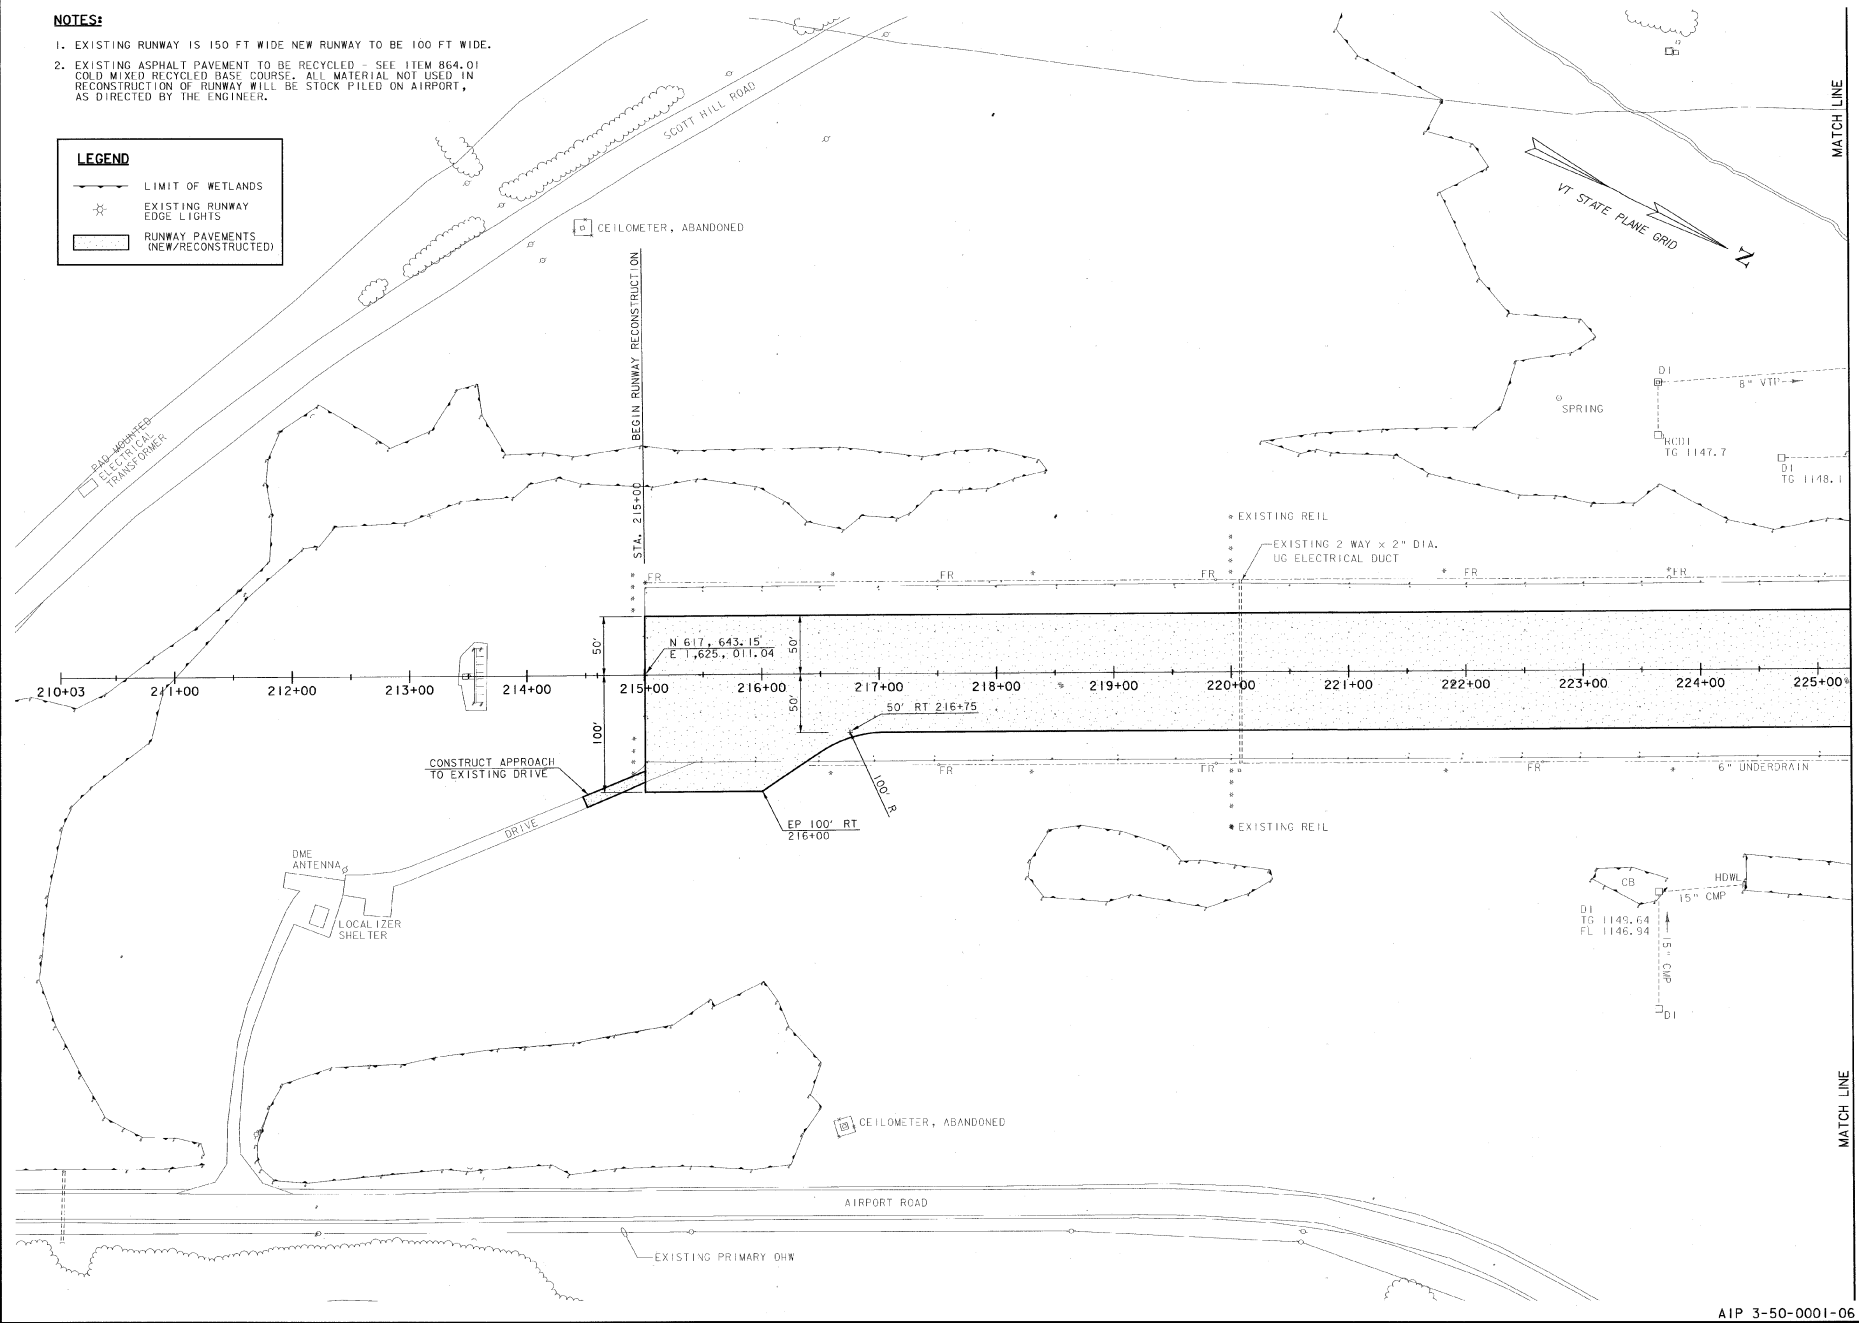 NOTES:
1. EXISTING RUNWAY IS 150 FT WIDE NEW RUNWAY TO BE 100 FT WIDE.
2. EXISTING ASPHALT PAVEMENT TO BE RECYCLED - SEE ITEM 864.01
COLD MIXED RECYCLED BASE COURSE. ALL MATERIAL NOT USED IN
RECONSTRUCTION OF RUNWAY WILL BE STOCK PILED ON AIRPORT,
AS DIRECTED BY THE ENGINEER.
LEGEND
LIMIT OF WETLANDS
EXISTING RUNWAY
EDGE LIGHTS
RUNWAY PAVEMENTS
(NEW/RECONSTRUCTED)
SCOTT HILL ROAD
MATCH LINE
VT STATE PLANE GRID
N
CEILOMETER, ABANDONED
STA. 215+00 BEGIN RUNWAY RECONSTRUCTION
PAD MOUNTED
ELECTRICAL
TRANSFORMER
DI
8" VTP
SPRING
RCDI
TG 1147.7
DI
TG 1148.1
EXISTING REIL
EXISTING 2 WAY x 2" DIA.
UG ELECTRICAL DUCT
FR
FR
FR
FR
FR
50'
N 617, 643.15
E 1,625, 011.04
50'
210+03
211+00
212+00
213+00
214+00
215+00
216+00
217+00
218+00
219+00
220+00
221+00
222+00
223+00
224+00
225+00
100'
50'
50' RT 216+75
CONSTRUCT APPROACH
TO EXISTING DRIVE
FR
FR
FR
6" UNDERDRAIN
100' R
DRIVE
EP 100' RT
216+00
EXISTING REIL
DME
ANTENNA
LOCALIZER
SHELTER
CB
HDWL
15" CMP
DI
TG 1149.64
FL 1146.94
15" CMP
DI
CEILOMETER, ABANDONED
MATCH LINE
AIRPORT ROAD
EXISTING PRIMARY OHW
AIP 3-50-0001-06